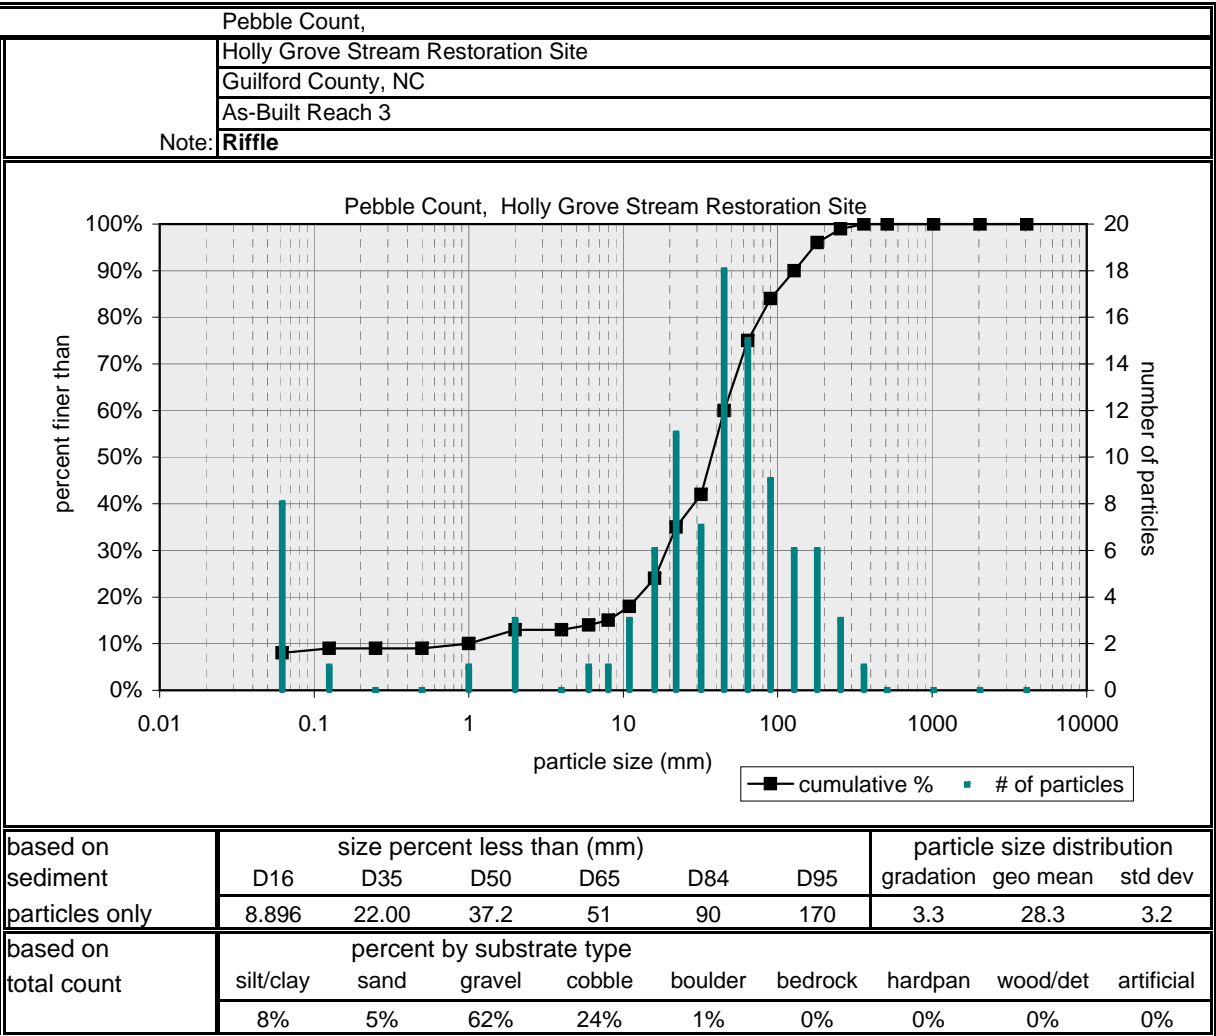 Pebble Count,
Holly Grove Stream Restoration Site
Guilford County, NC
As-Built Reach 3
Note: Riffle
Pebble Count, Holly Grove Stream Restoration Site
100% 20
90% 18
80% 16
70% 14
60% 12
50% 10
40% 8
30% 6
20% 4
10% 2
0% 0
percent finer than
number of particles
0.01 0.1 1 10 100 1000 10000
particle size (mm)
cumulative % # of particles
based on size percent less than (mm) particle size distribution
sediment D16 D35 D50 D65 D84 D95 gradation geo mean std dev
particles only 8.896 22.00 37.2 51 90 170 3.3 28.3 3.2
based on percent by substrate type
total count silt/clay sand gravel cobble boulder bedrock hardpan wood/det artificial
8% 5% 62% 24% 1% 0% 0% 0% 0%